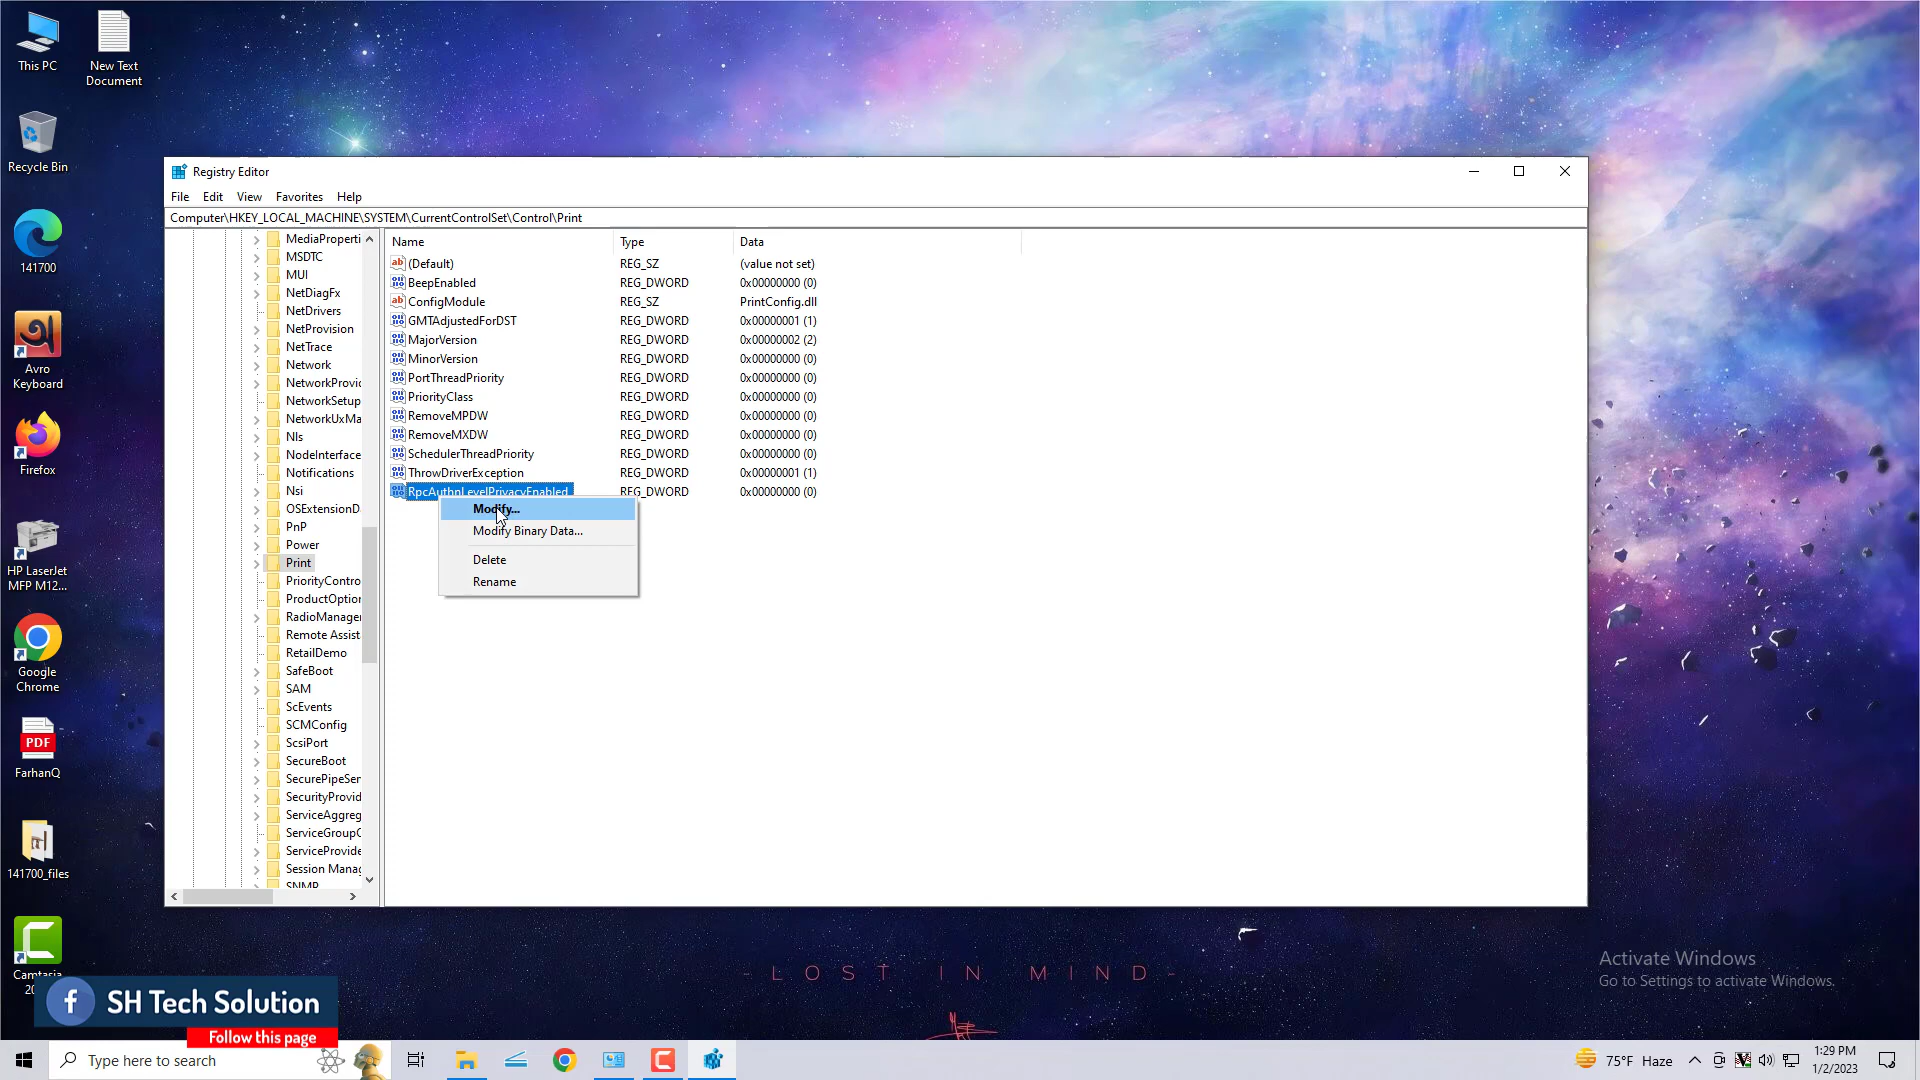 This PC
New Text
Document
Recycle Bin
141700
Avro
Keyboard
Firefox
HP LaserJet
MFP M12...
Google
Chrome
PDF
FarhanQ
141700_files
Camtasia
Registry Editor
File Edit View Favorites Help
Computer\HKEY_LOCAL_MACHINE\SYSTEM\CurrentControlSet\Control\Print
MediaProperti
MSDTC
MUI
NetDiagFx
NetDrivers
NetProvision
NetTrace
Network
NetworkProvic
NetworkSetup
NetworkUxMa
Nls
NodeInterface
Notifications
Nsi
OSExtensionD
PnP
Power
Print
PriorityContro
ProductOption
RadioManager
Remote Assist
RetailDemo
SafeBoot
SAM
ScEvents
SCMConfig
ScsiPort
SecureBoot
SecurePipeSer
SecurityProvid
ServiceAggreg
ServiceGroupO
ServiceProvide
Session Manag
SNMP
Name Type Data
(Default) REG_SZ (value not set)
BeepEnabled REG_DWORD 0x00000000 (0)
ConfigModule REG_SZ PrintConfig.dll
GMTAdjustedForDST REG_DWORD 0x00000001 (1)
MajorVersion REG_DWORD 0x00000002 (2)
MinorVersion REG_DWORD 0x00000000 (0)
PortThreadPriority REG_DWORD 0x00000000 (0)
PriorityClass REG_DWORD 0x00000000 (0)
RemoveMPDW REG_DWORD 0x00000000 (0)
RemoveMXDW REG_DWORD 0x00000000 (0)
SchedulerThreadPriority REG_DWORD 0x00000000 (0)
ThrowDriverException REG_DWORD 0x00000001 (1)
RpcAuthnLevelPrivacyEnabled REG_DWORD 0x00000000 (0)
Modify...
Modify Binary Data...
Delete
Rename
- LOST IN MIND -
Activate Windows
Go to Settings to activate Windows.
SH Tech Solution
Follow this page
Type here to search
75°F Haze
1:29 PM
1/2/2023